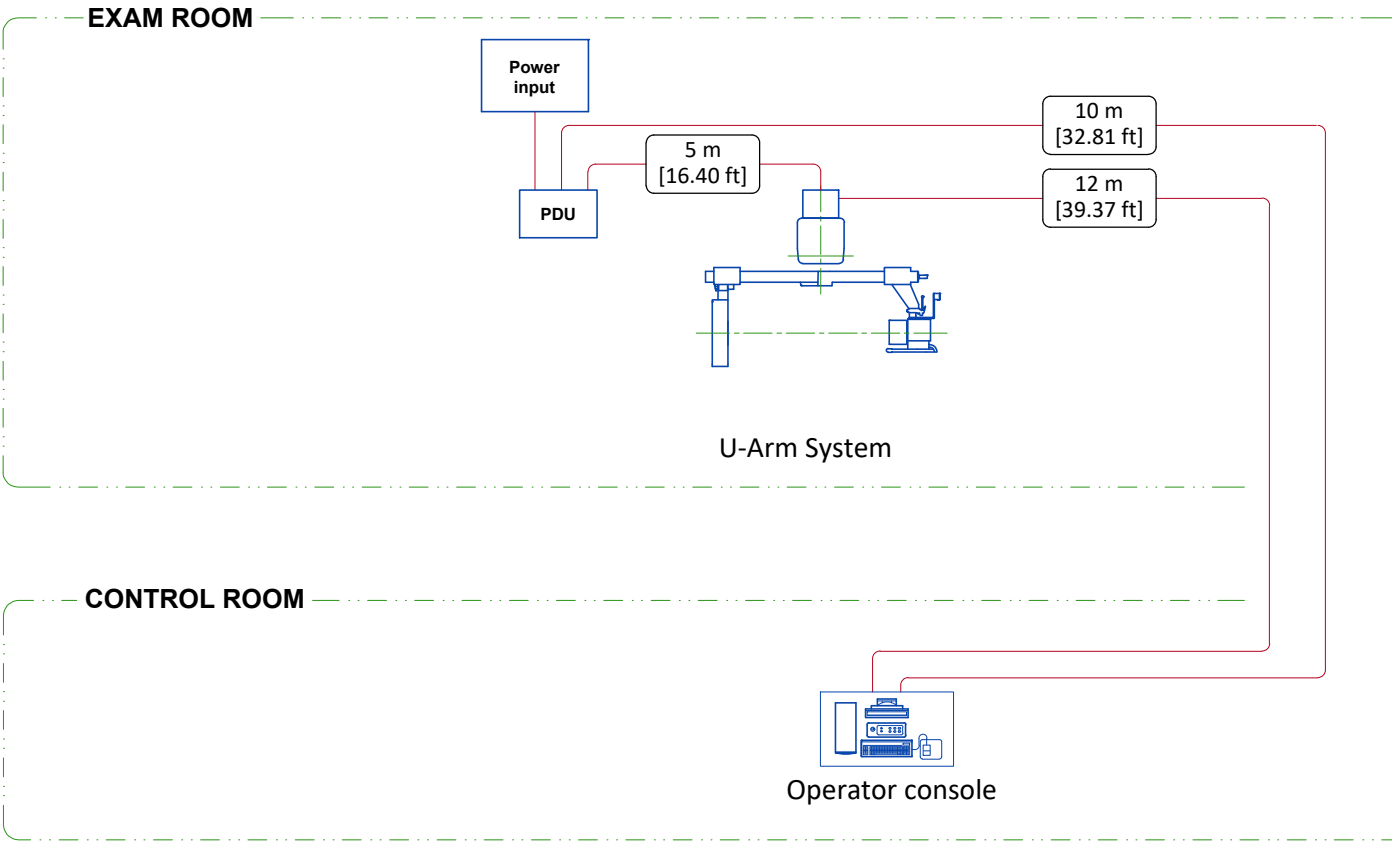 EXAM ROOM
Power
input
10 m
[32.81 ft]
5 m
[16.40 ft]
12 m
[39.37 ft]
PDU
U-Arm System
CONTROL ROOM
Operator console